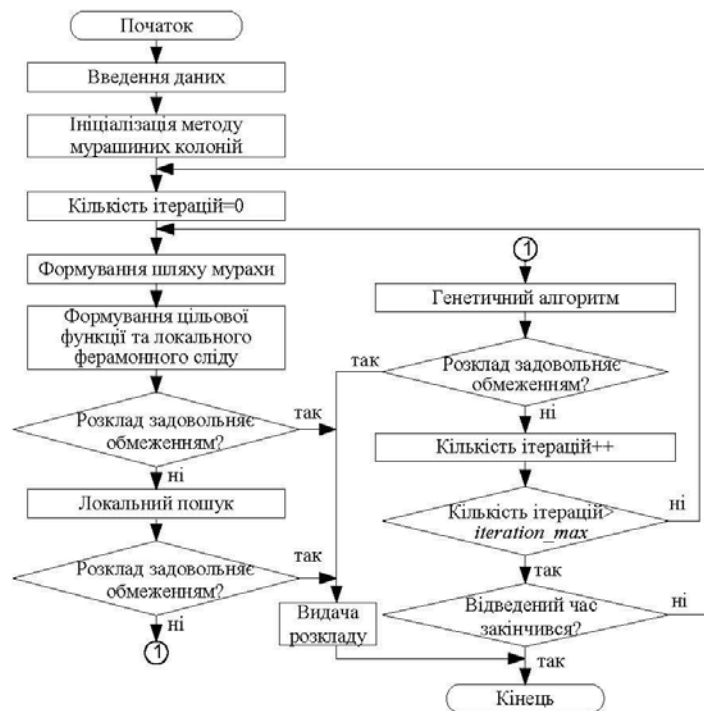 Початок
Введення даних
Ініціалізація методу
мурашиних колоній
Кількість ітерацій=0
Формування шляху мурахи
Формування цільової
функції та локального
ферамонного сліду
Розклад задовольняє
обмеженням?
так
ні
Локальний пошук
Розклад задовольняє
обмеженням?
так
ні
1
1
Генетичний алгоритм
Розклад задовольняє
обмеженням?
так
ні
Кількість ітерацій++
Кількість ітерацій>
iteration_max
ні
так
Відведений час
закінчився?
ні
так
Видача
розкладу
Кінець